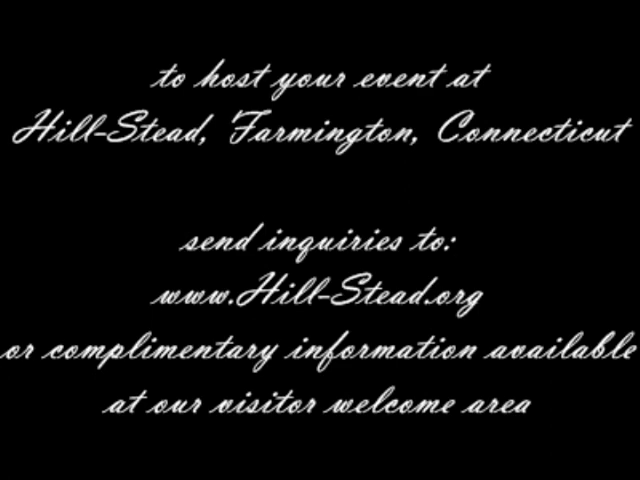 to host your event at
Hill-Stead, Farmington, Connecticut
send inquiries to:
www.Hill-Stead.org
or complimentary information available
at our visitor welcome area